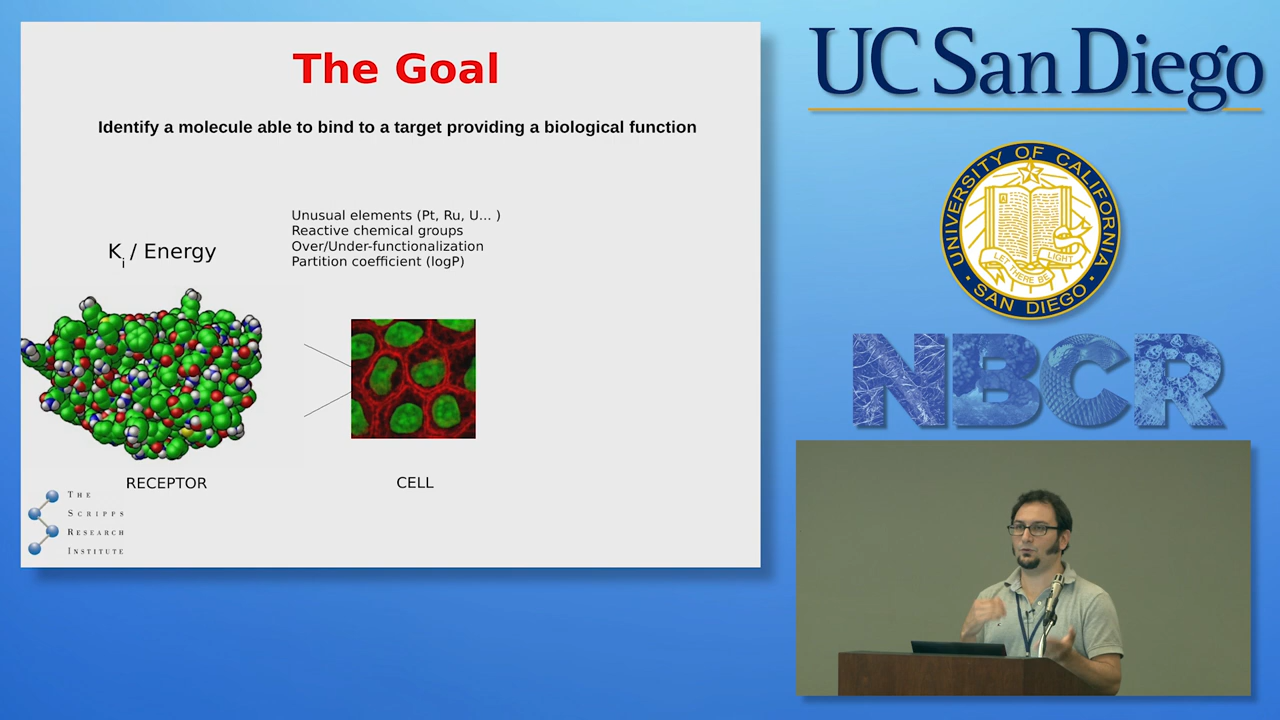 The Goal
Identify a molecule able to bind to a target providing a biological function
Unusual elements (Pt, Ru, U... )
Reactive chemical groups
Over/Under-functionalization
Partition coefficient (logP)
Ki / Energy
RECEPTOR
CELL
THE
SCRIPPS
RESEARCH
INSTITUTE
UC San Diego
UNIVERSITY OF CALIFORNIA
LET THERE BE LIGHT
SAN DIEGO
NBCR